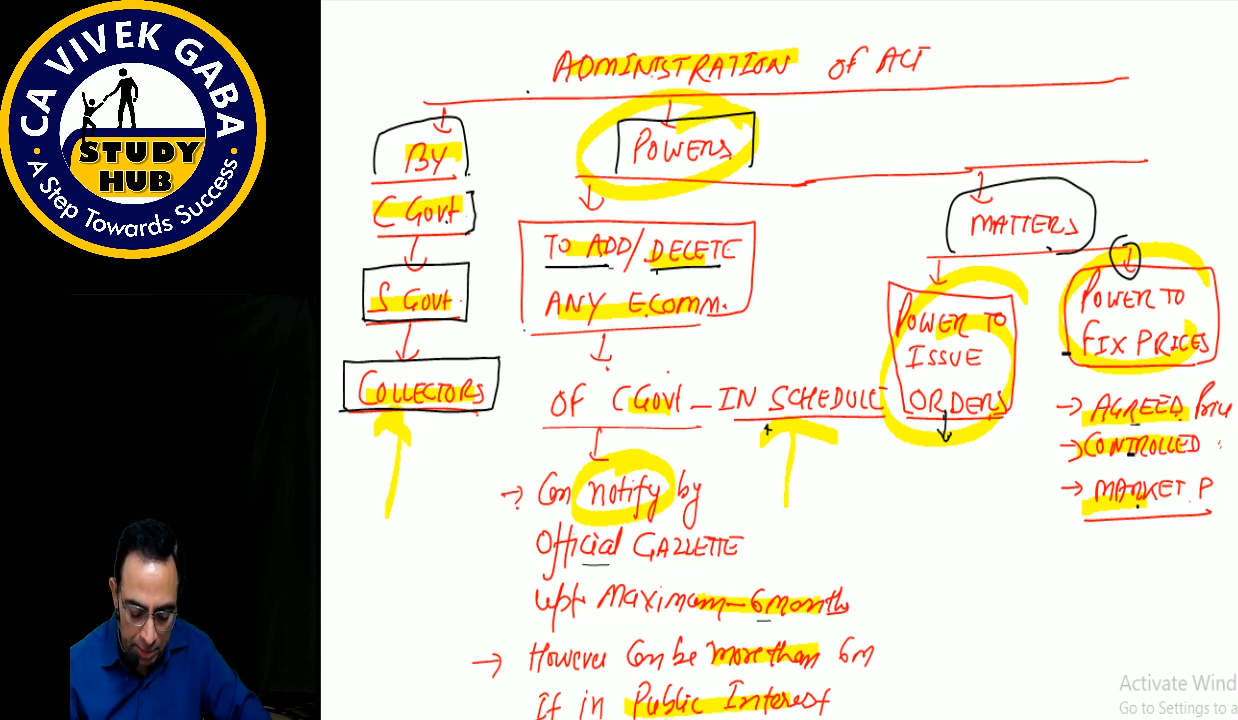 CA VIVEK GABA
STUDY
HUB
• A Step Towards Success •
ADMINISTRATION of ACT
BY
C Govt
S Govt.
COLLECTORS
POWERS
TO ADD/DELETE
ANY E.COMM.
OF C Govt - IN SCHEDULE
→ Can notify by
Official GAZZETTE
upto Maximum - 6 months
→ However Can be more than 6m
If in Public Interest
MATTERS
POWER TO
ISSUE
ORDERS
POWER TO
FIX PRICES
→ AGREED Price
→ CONTROLLED
→ MARKET P
Activate Wind
Go to Settings to a